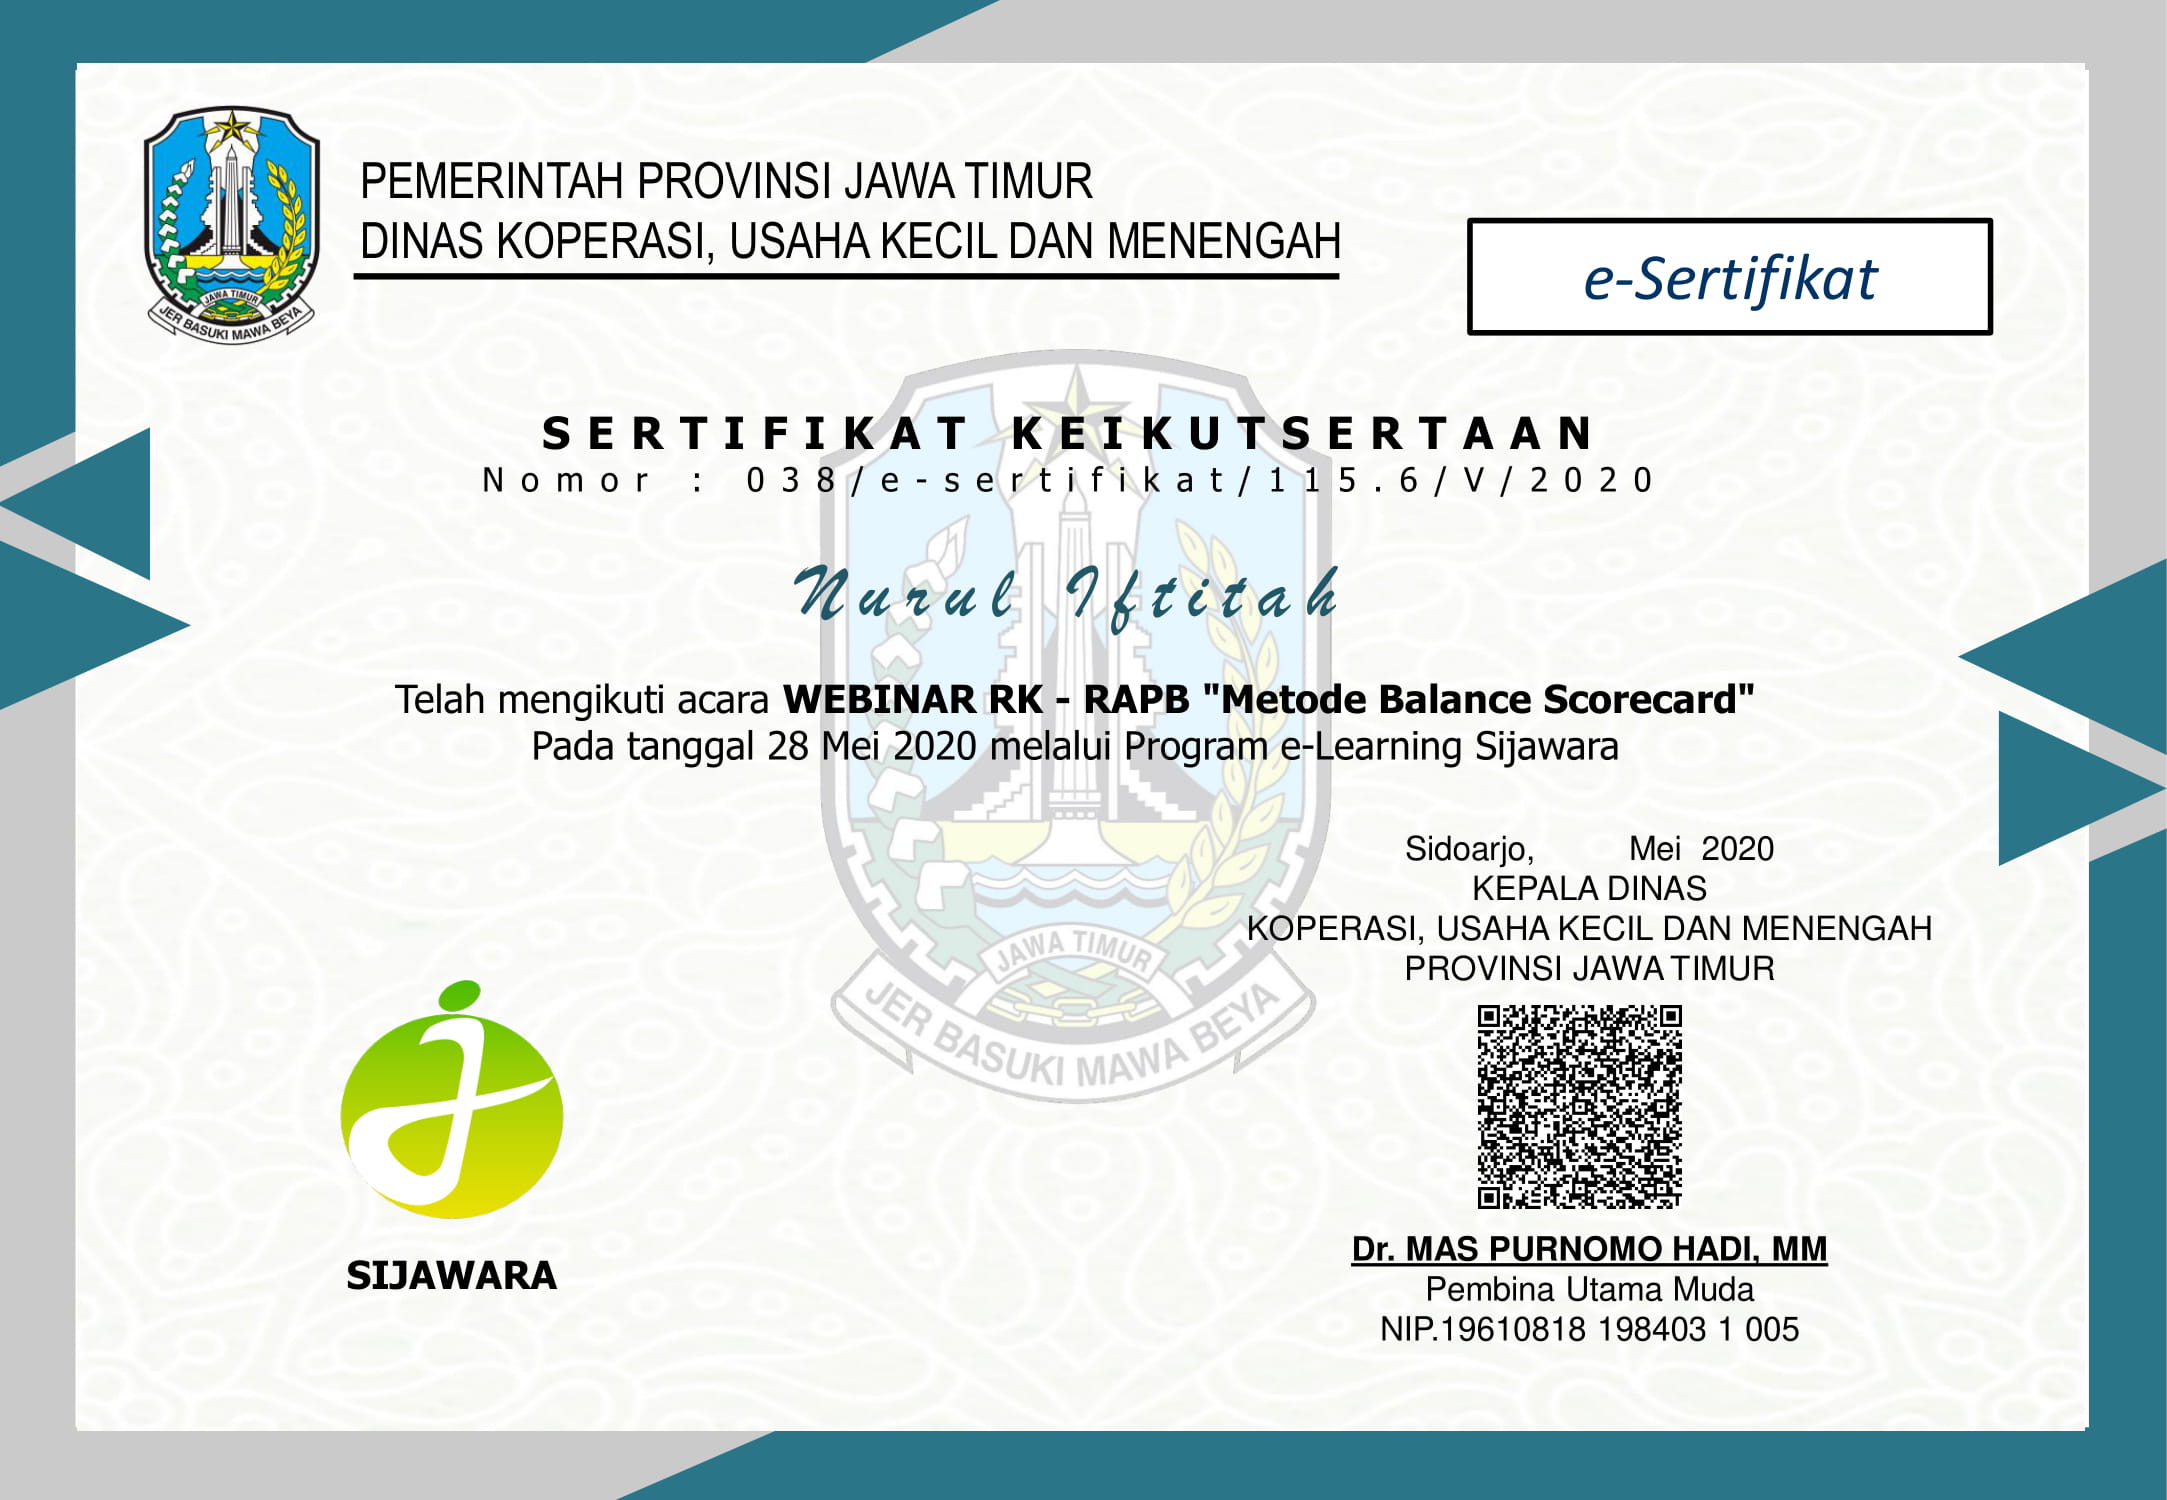 PEMERINTAH PROVINSI JAWA TIMUR
DINAS KOPERASI, USAHA KECIL DAN MENENGAH
JAWA TIMUR
JER BASUKI MAWA BEYA
e-Sertifikat
SERTIFIKAT KEIKUTSERTAAN
Nomor : 038/e-sertifikat/115.6/V/2020
Nurul Iftitah
Telah mengikuti acara WEBINAR RK - RAPB "Metode Balance Scorecard"
Pada tanggal 28 Mei 2020 melalui Program e-Learning Sijawara
JAWA TIMUR
JER BASUKI MAWA BEYA
Sidoarjo, Mei 2020
KEPALA DINAS
KOPERASI, USAHA KECIL DAN MENENGAH
PROVINSI JAWA TIMUR
SIJAWARA
Dr. MAS PURNOMO HADI, MM
Pembina Utama Muda
NIP.19610818 198403 1 005